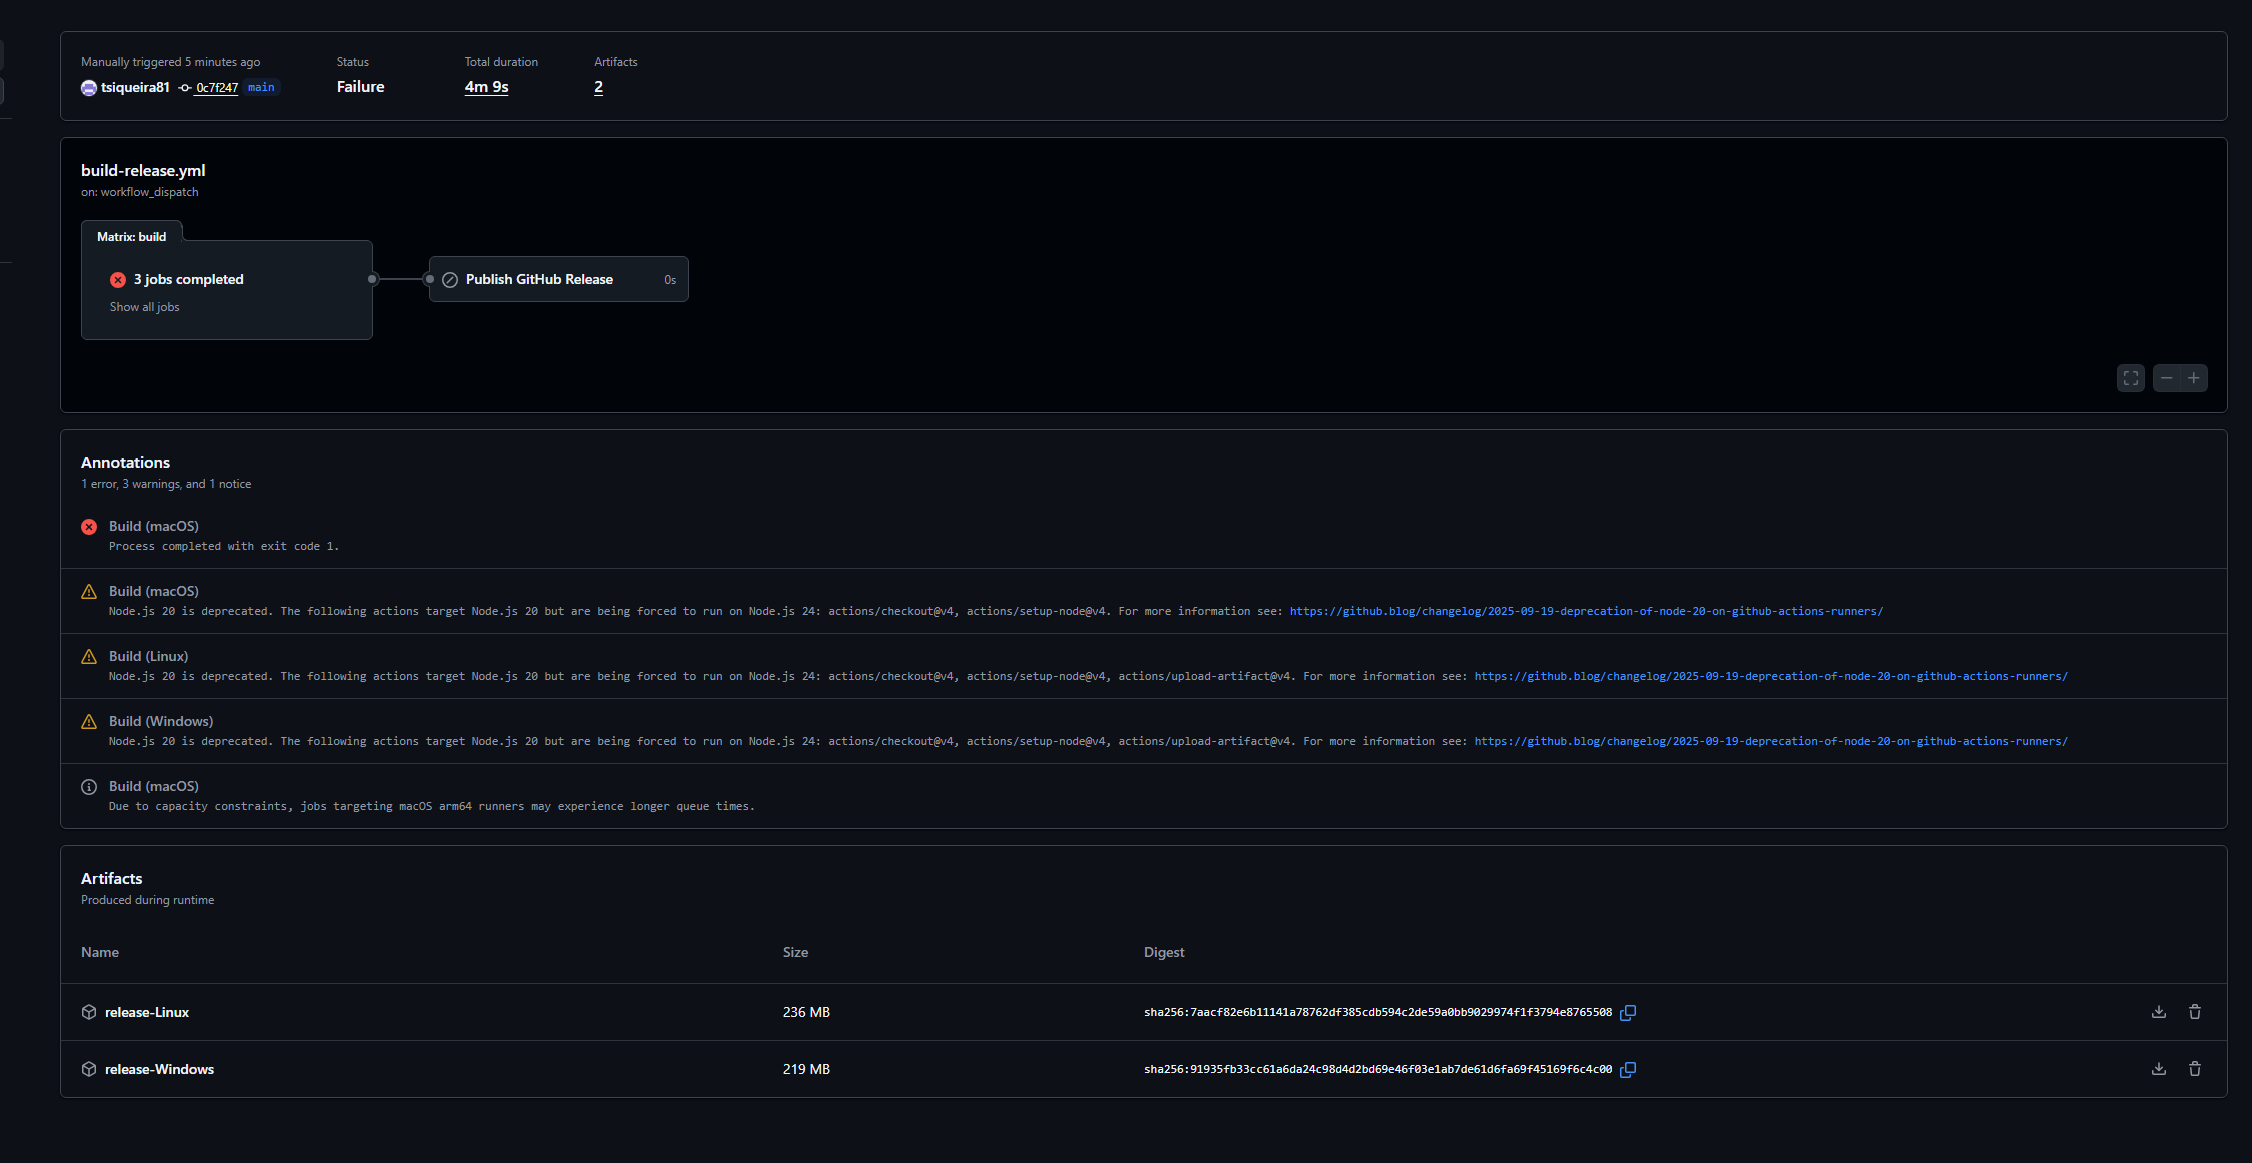 Manually triggered 5 minutes ago
tsiqueira81 0c7f247 main
Status
Failure
Total duration
4m 9s
Artifacts
2
build-release.yml
on: workflow_dispatch
Matrix: build
3 jobs completed
Show all jobs
Publish GitHub Release 0s
Annotations
1 error, 3 warnings, and 1 notice
Build (macOS)
Process completed with exit code 1.
Build (macOS)
Node.js 20 is deprecated. The following actions target Node.js 20 but are being forced to run on Node.js 24: actions/checkout@v4, actions/setup-node@v4. For more information see: https://github.blog/changelog/2025-09-19-deprecation-of-node-20-on-github-actions-runners/
Build (Linux)
Node.js 20 is deprecated. The following actions target Node.js 20 but are being forced to run on Node.js 24: actions/checkout@v4, actions/setup-node@v4, actions/upload-artifact@v4. For more information see: https://github.blog/changelog/2025-09-19-deprecation-of-node-20-on-github-actions-runners/
Build (Windows)
Node.js 20 is deprecated. The following actions target Node.js 20 but are being forced to run on Node.js 24: actions/checkout@v4, actions/setup-node@v4, actions/upload-artifact@v4. For more information see: https://github.blog/changelog/2025-09-19-deprecation-of-node-20-on-github-actions-runners/
Build (macOS)
Due to capacity constraints, jobs targeting macOS arm64 runners may experience longer queue times.
Artifacts
Produced during runtime
Name Size Digest
release-Linux 236 MB sha256:7aacf82e6b11141a78762df385cdb594c2de59a0bb9029974f1f3794e8765508
release-Windows 219 MB sha256:91935fb33cc61a6da24c98d4d2bd69e46f03e1ab7de61d6fa69f45169f6c4c00